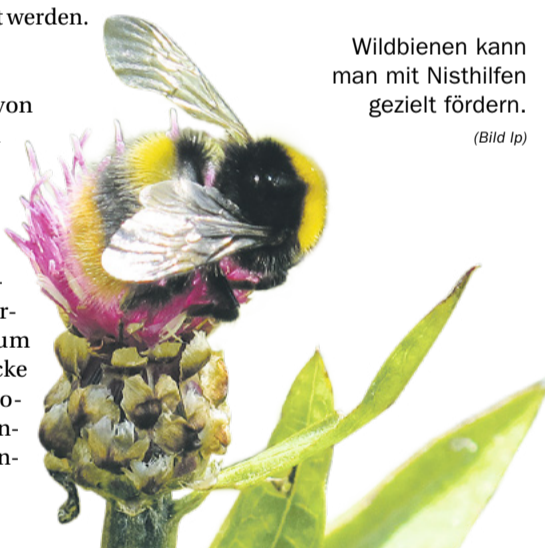 t werden.
von
r-
um
cke
o-
n-
n-
Wildbienen kann
man mit Nisthilfen
gezielt fördern.
(Bild lp)